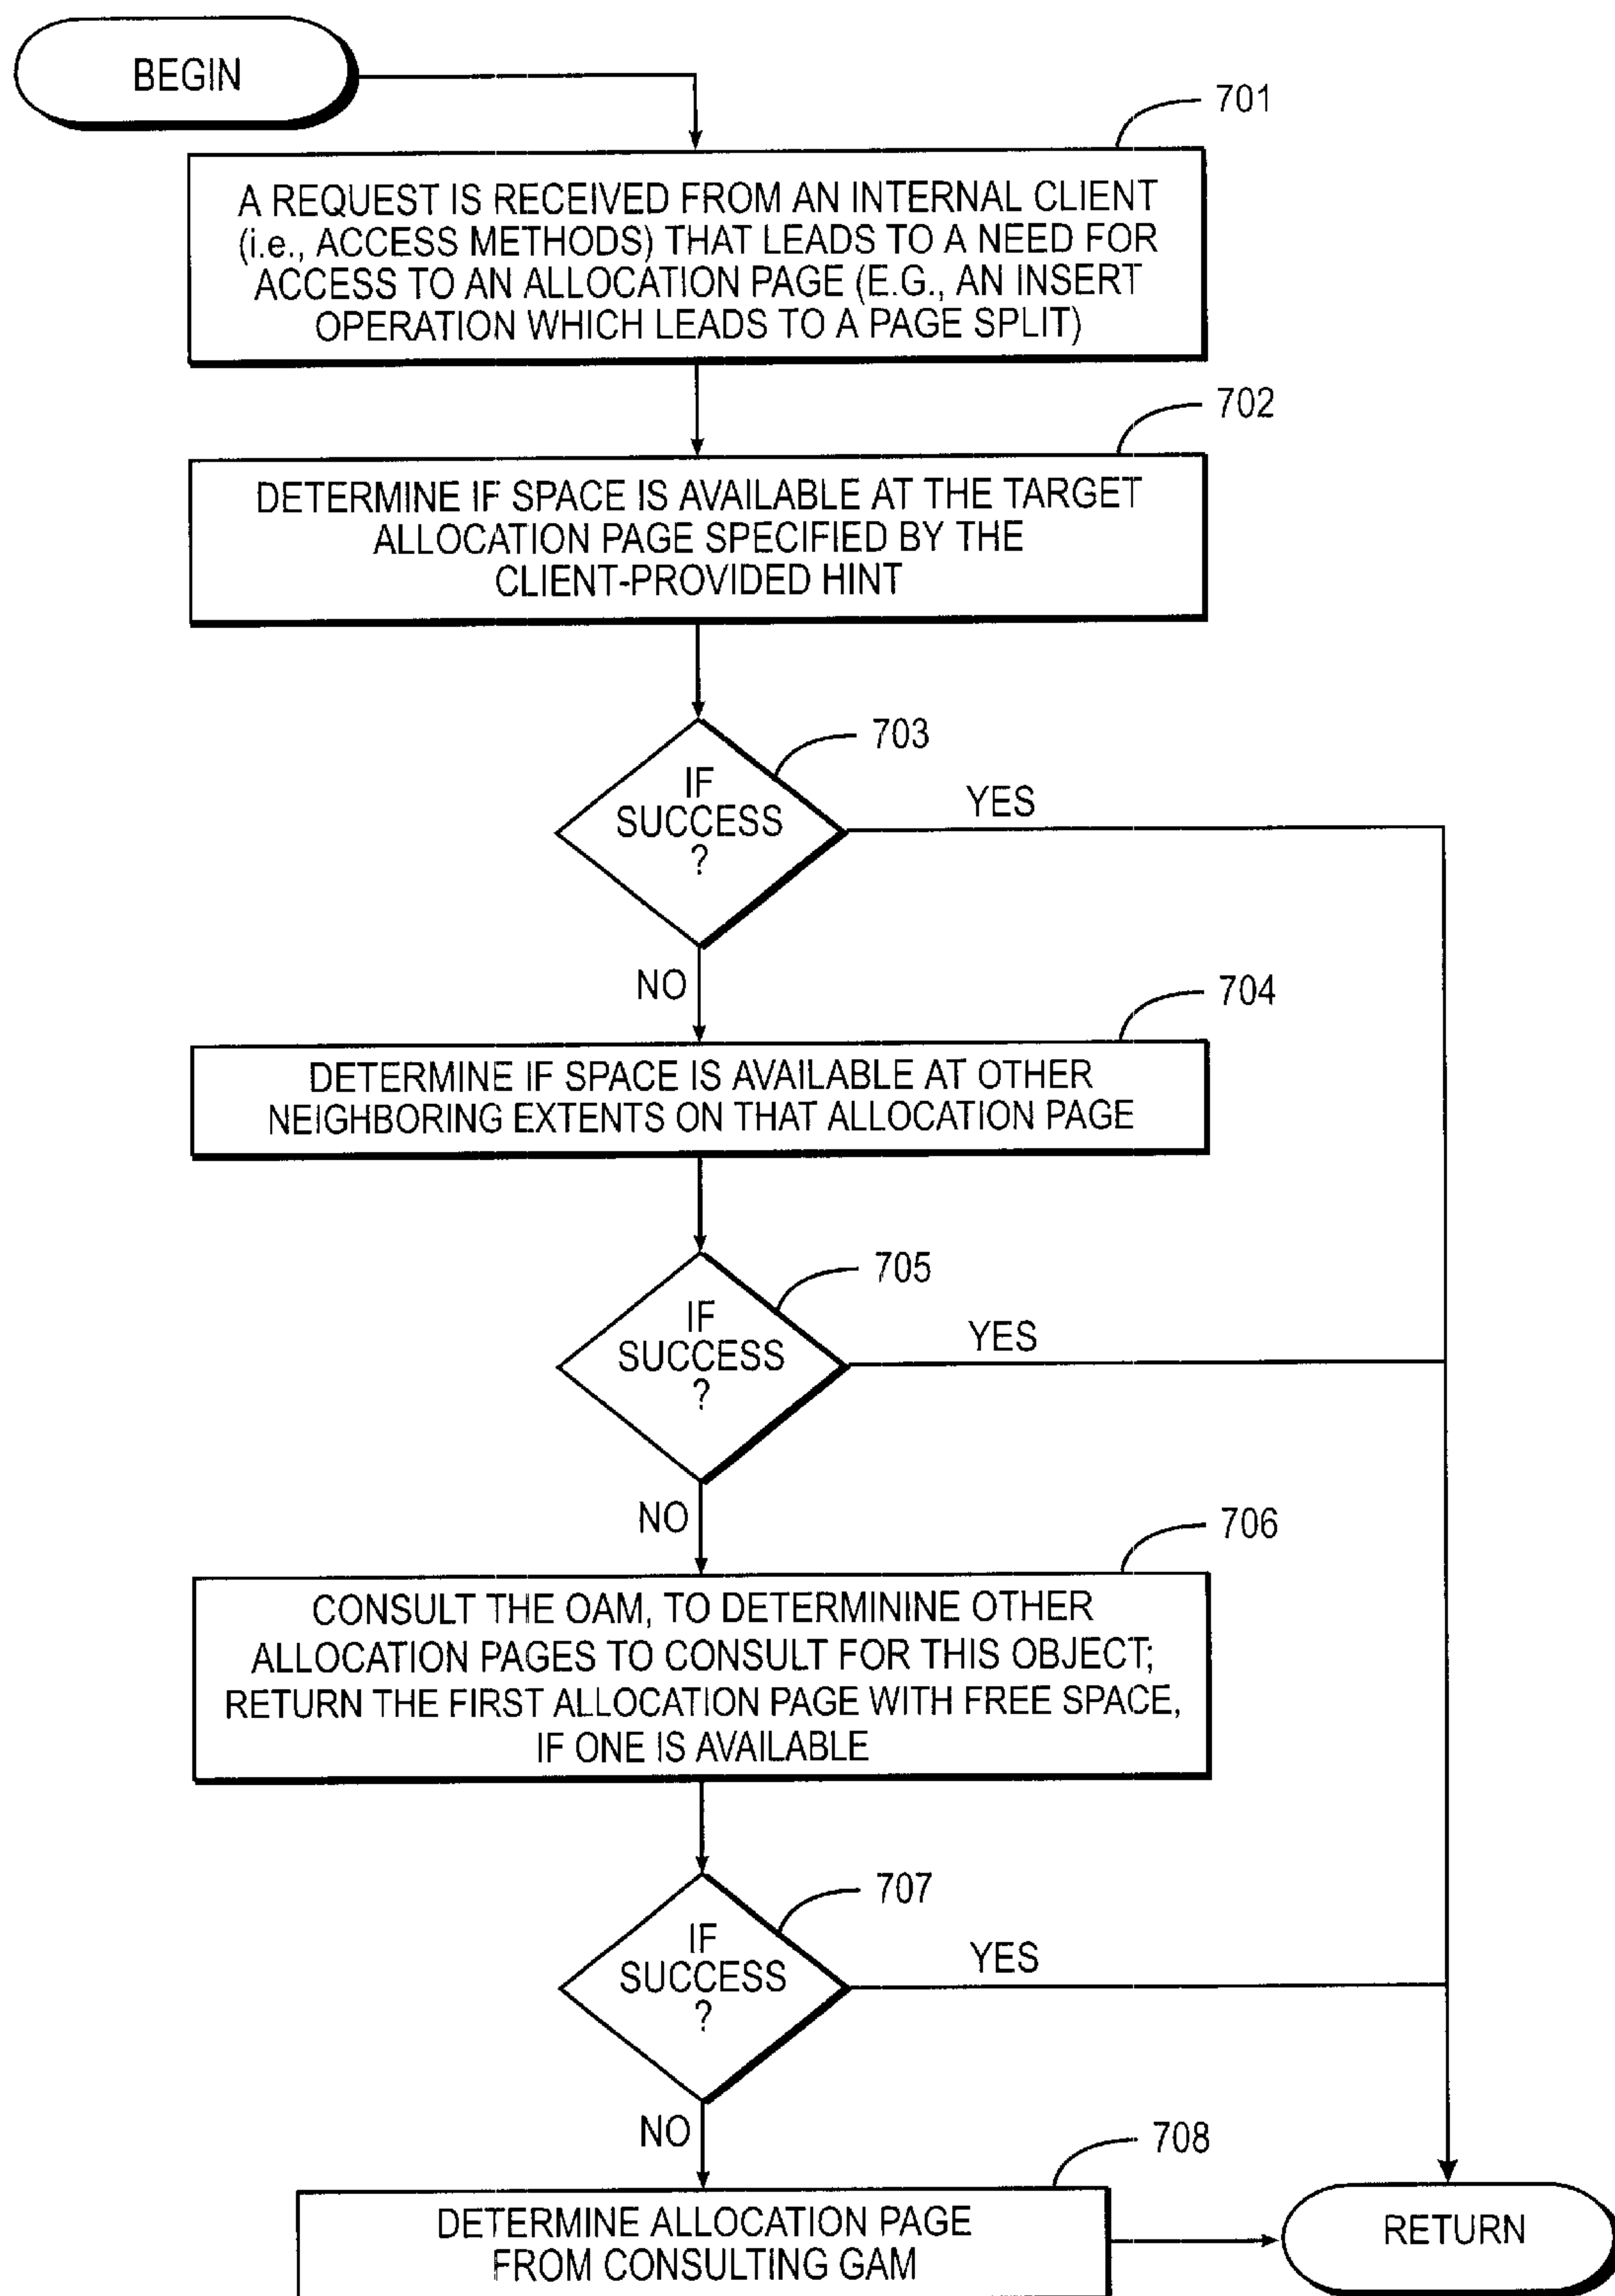 BEGIN
701
A REQUEST IS RECEIVED FROM AN INTERNAL CLIENT
(i.e., ACCESS METHODS) THAT LEADS TO A NEED FOR
ACCESS TO AN ALLOCATION PAGE (E.G., AN INSERT
OPERATION WHICH LEADS TO A PAGE SPLIT)
702
DETERMINE IF SPACE IS AVAILABLE AT THE TARGET
ALLOCATION PAGE SPECIFIED BY THE
CLIENT-PROVIDED HINT
703
IF
SUCCESS
?
YES
NO
704
DETERMINE IF SPACE IS AVAILABLE AT OTHER
NEIGHBORING EXTENTS ON THAT ALLOCATION PAGE
705
IF
SUCCESS
?
YES
NO
706
CONSULT THE OAM, TO DETERMININE OTHER
ALLOCATION PAGES TO CONSULT FOR THIS OBJECT;
RETURN THE FIRST ALLOCATION PAGE WITH FREE SPACE,
IF ONE IS AVAILABLE
707
IF
SUCCESS
?
YES
NO
708
DETERMINE ALLOCATION PAGE
FROM CONSULTING GAM
RETURN